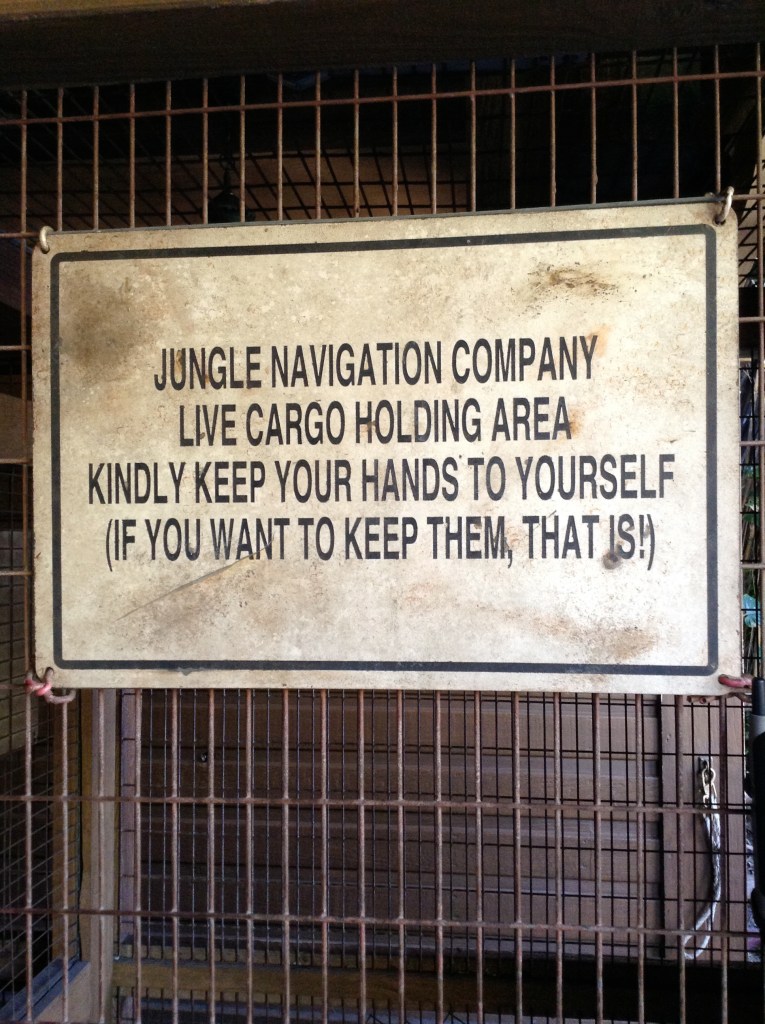 JUNGLE NAVIGATION COMPANY
LIVE CARGO HOLDING AREA
KINDLY KEEP YOUR HANDS TO YOURSELF
(IF YOU WANT TO KEEP THEM, THAT IS!)